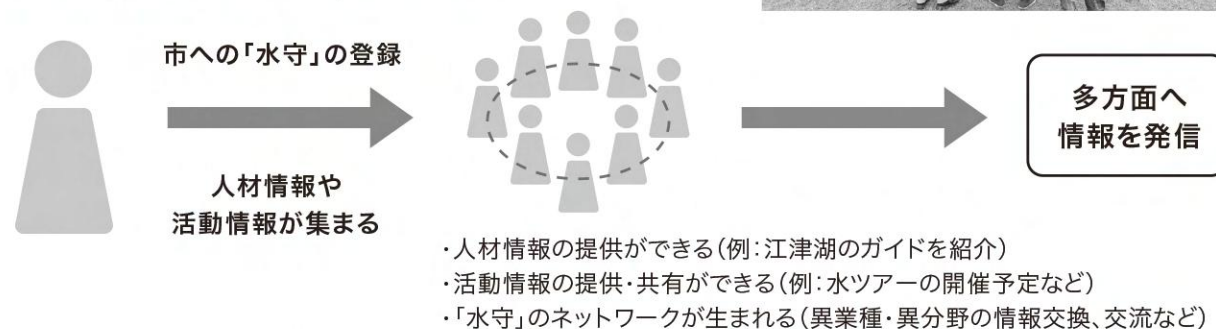 市への「水守」の登録
人材情報や
活動情報が集まる
多方面へ
情報を発信
・人材情報の提供ができる(例:江津湖のガイドを紹介)
・活動情報の提供・共有ができる(例:水ツアーの開催予定など)
・「水守」のネットワークが生まれる(異業種・異分野の情報交換、交流など)